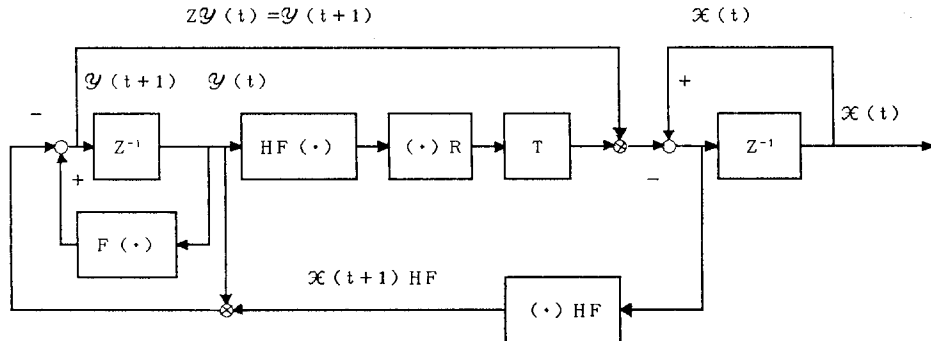 Z𝒴(t)=𝒴(t+1)
𝒳(t)
𝒴(t+1)
𝒴(t)
−
+
𝒳(t)
Z⁻¹
HF(·)
(·)R
T
Z⁻¹
+
−
F(·)
𝒳(t+1)HF
(·)HF